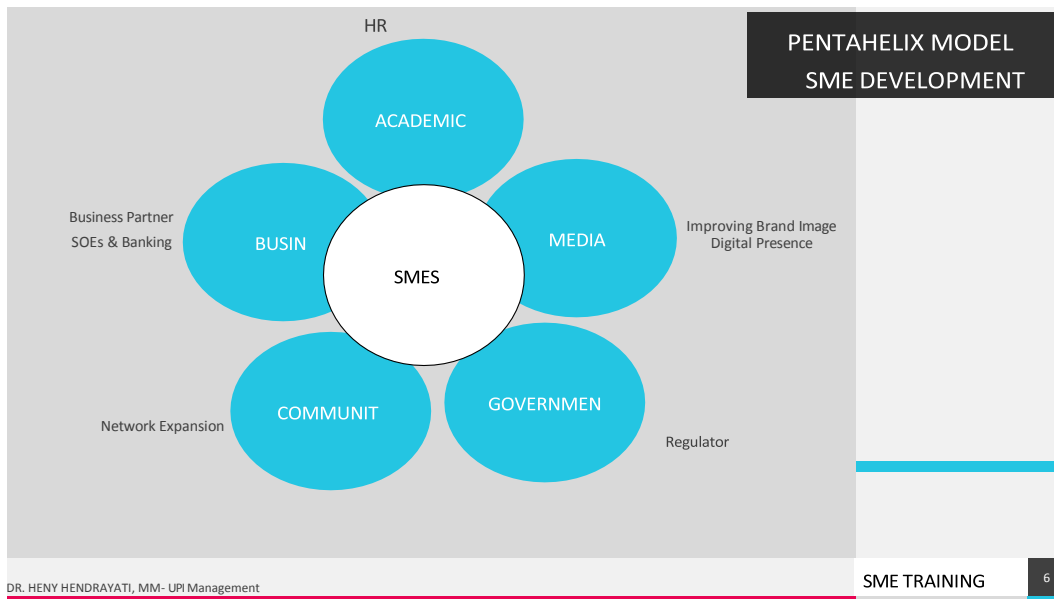 HR
PENTAHELIX MODEL
SME DEVELOPMENT
ACADEMIC
Business Partner
SOEs & Banking
BUSIN
MEDIA
Improving Brand Image
Digital Presence
SMES
COMMUNIT
GOVERNMEN
Network Expansion
Regulator
DR. HENY HENDRAYATI, MM- UPI Management
SME TRAINING
6